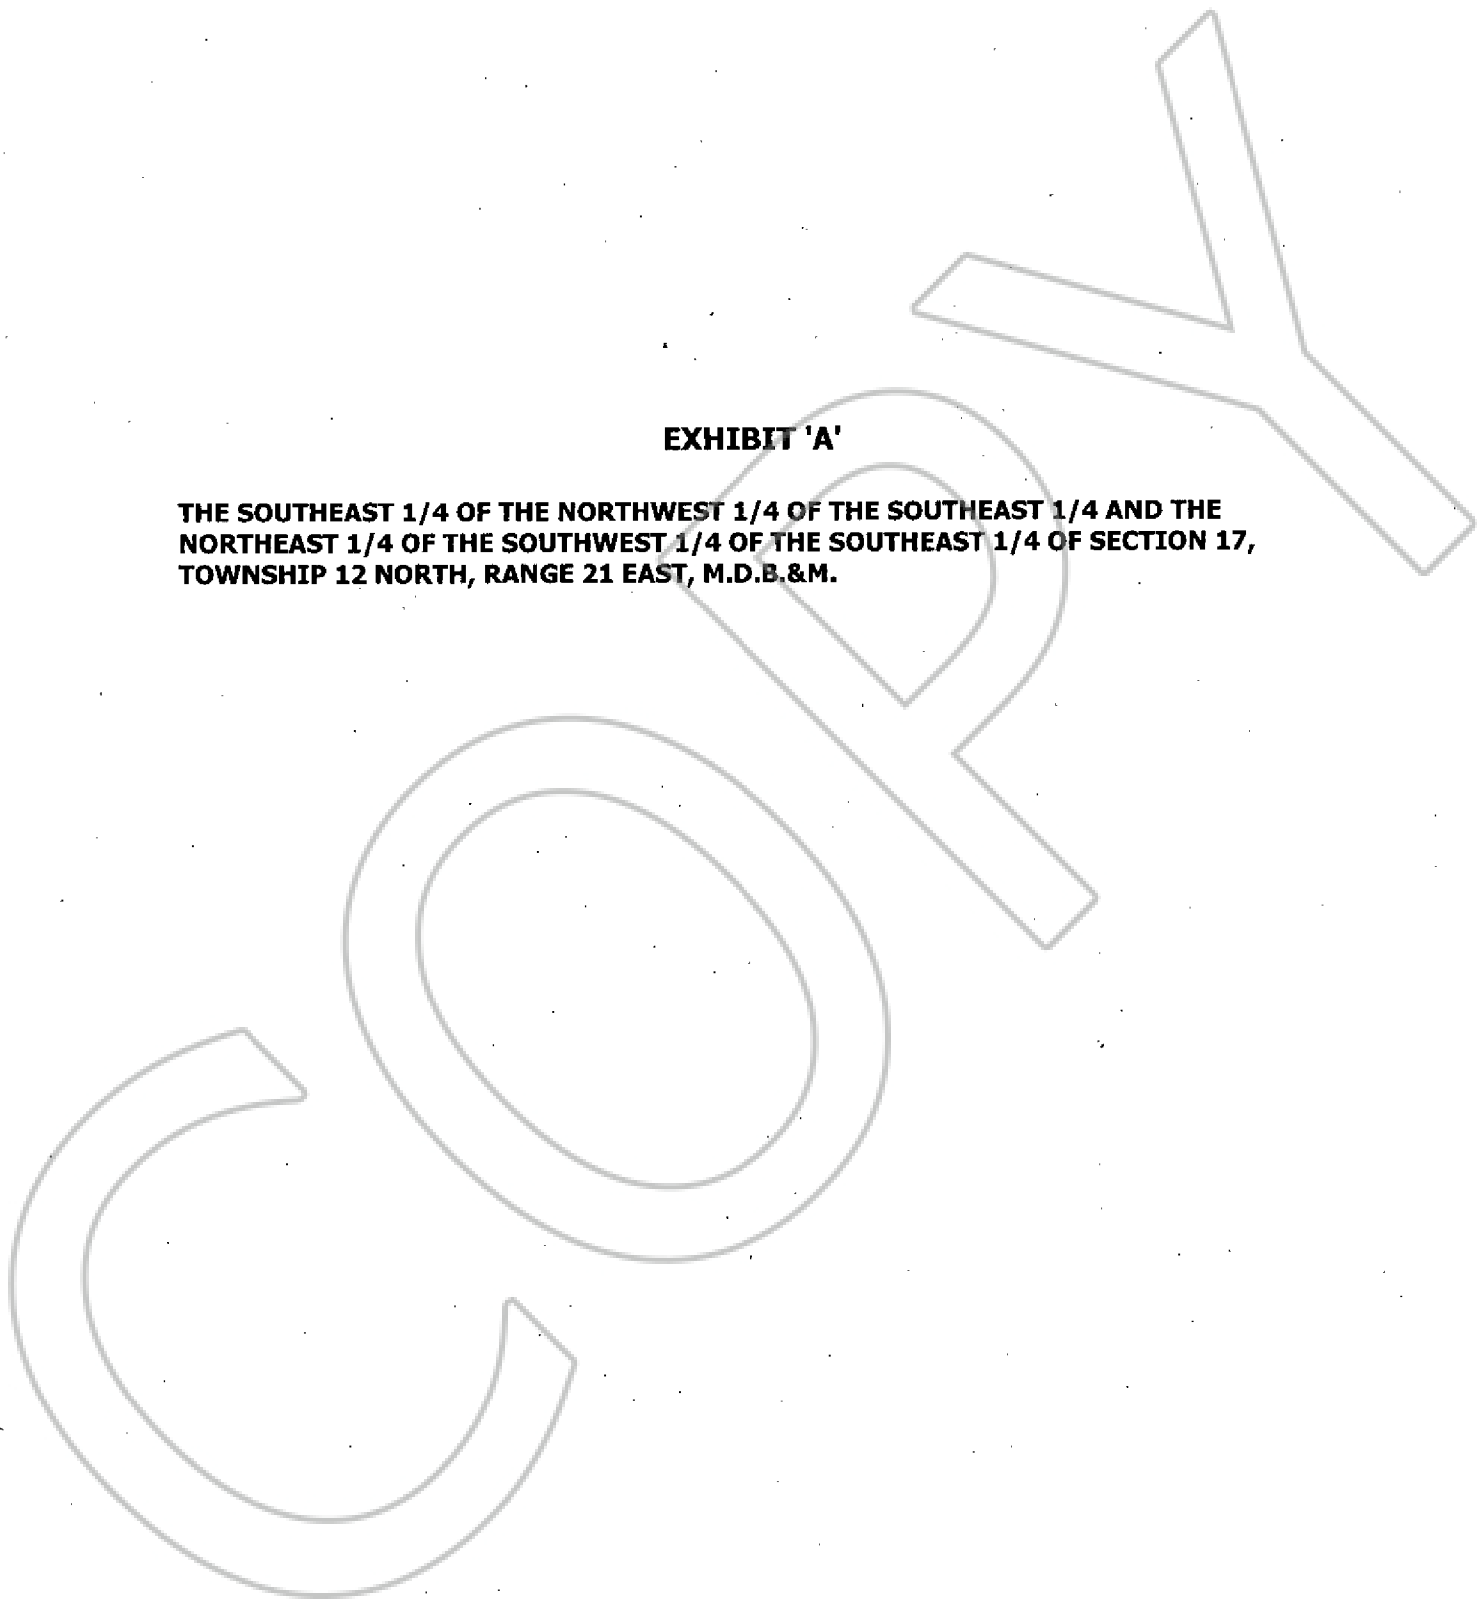 EXHIBIT 'A'
THE SOUTHEAST 1/4 OF THE NORTHWEST 1/4 OF THE SOUTHEAST 1/4 AND THE
NORTHEAST 1/4 OF THE SOUTHWEST 1/4 OF THE SOUTHEAST 1/4 OF SECTION 17,
TOWNSHIP 12 NORTH, RANGE 21 EAST, M.D.B.&M.
COPY